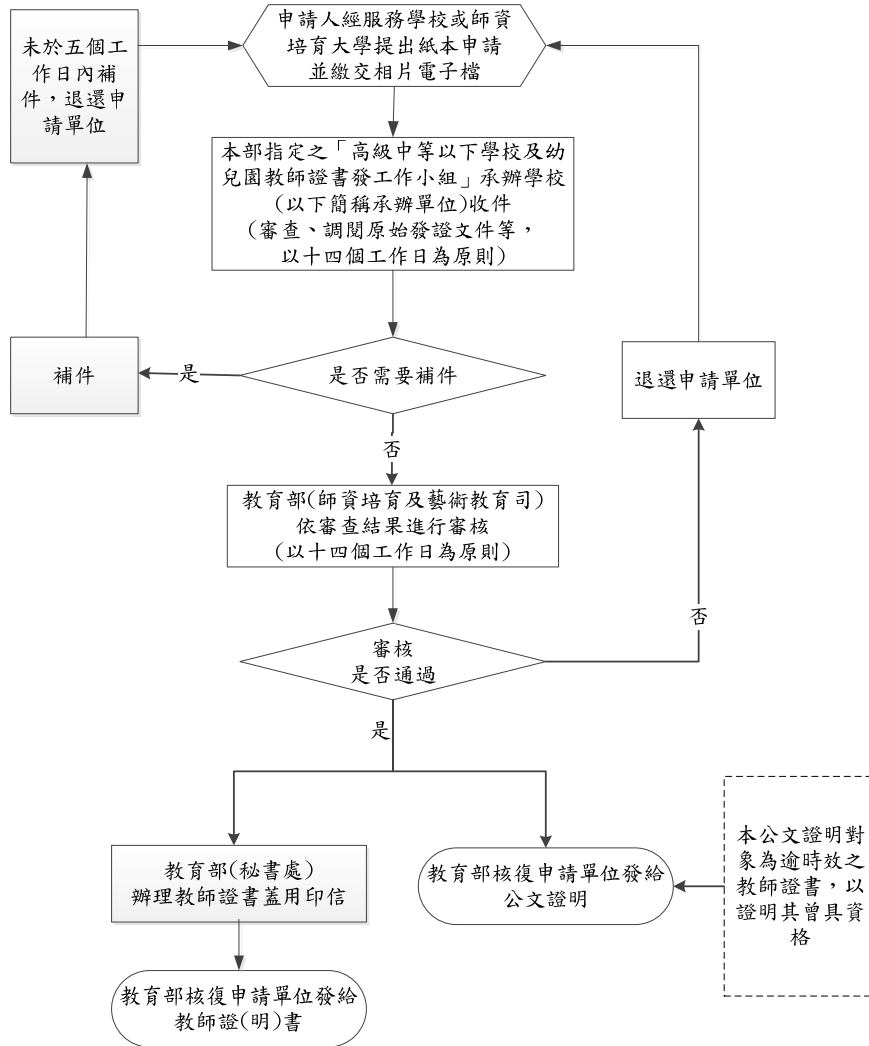 申請人經服務學校或師資
培育大學提出紙本申請
並繳交相片電子檔
未於五個工
作日內補
件，退還申
請單位
本部指定之「高級中等以下學校及幼
兒園教師證書發工作小組」承辦學校
(以下簡稱承辦單位)收件
(審查、調閱原始發證文件等，
以十四個工作日為原則)
補件
是
是否需要補件
退還申請單位
否
教育部(師資培育及藝術教育司)
依審查結果進行審核
(以十四個工作日為原則)
否
審核
是否通過
是
教育部(秘書處)
辦理教師證書蓋用印信
教育部核復申請單位發給
公文證明
本公文證明對
象為逾時效之
教師證書，以
證明其曾具資
格
教育部核復申請單位發給
教師證(明)書